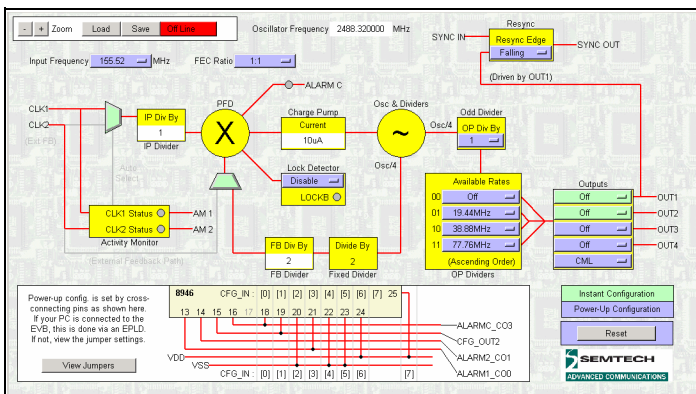 - + Zoom Load Save Off Line Oscillator Frequency 2488.320000 MHz
Resync
SYNC IN
Resync Edge
Falling
SYNC OUT
(Driven by OUT1)
Input Frequency 155.52 MHz FEC Ratio 1:1
ALARM C
CLK1
CLK2
(Ext FB)
Auto
Select
IP Div By
1
IP Divider
PFD
X
Charge Pump
Current
10uA
Osc & Dividers
~
Osc/4
Osc/4
Odd Divider
OP Div By
1
Lock Detector
Disable
LOCKB
CLK1 Status AM 1
CLK2 Status AM 2
Activity Monitor
(External Feedback Path)
FB Div By
2
FB Divider
Divide By
2
Fixed Divider
Available Rates
00 Off
01 19.44MHz
10 38.88MHz
11 77.76MHz
(Ascending Order)
OP Dividers
Outputs
Off OUT1
Off OUT2
Off OUT3
Off OUT4
CML
Power-up config. is set by cross-
connecting pins as shown here.
If your PC is connected to the
EVB, this is done via an EPLD.
If not, view the jumper settings.
View Jumpers
8946 CFG_IN : [0] [1] [2] [3] [4] [5] [6] [7] 25
13 14 15 16 17 18 19 20 21 22 23 24
VDD
VSS
CFG_IN : [0] [1] [2] [3] [4] [5] [6] [7]
ALARMC_CO3
CFG_OUT2
ALARM2_CO1
ALARM1_CO0
Instant Configuration
Power-Up Configuration
Reset
SEMTECH
ADVANCED COMMUNICATIONS